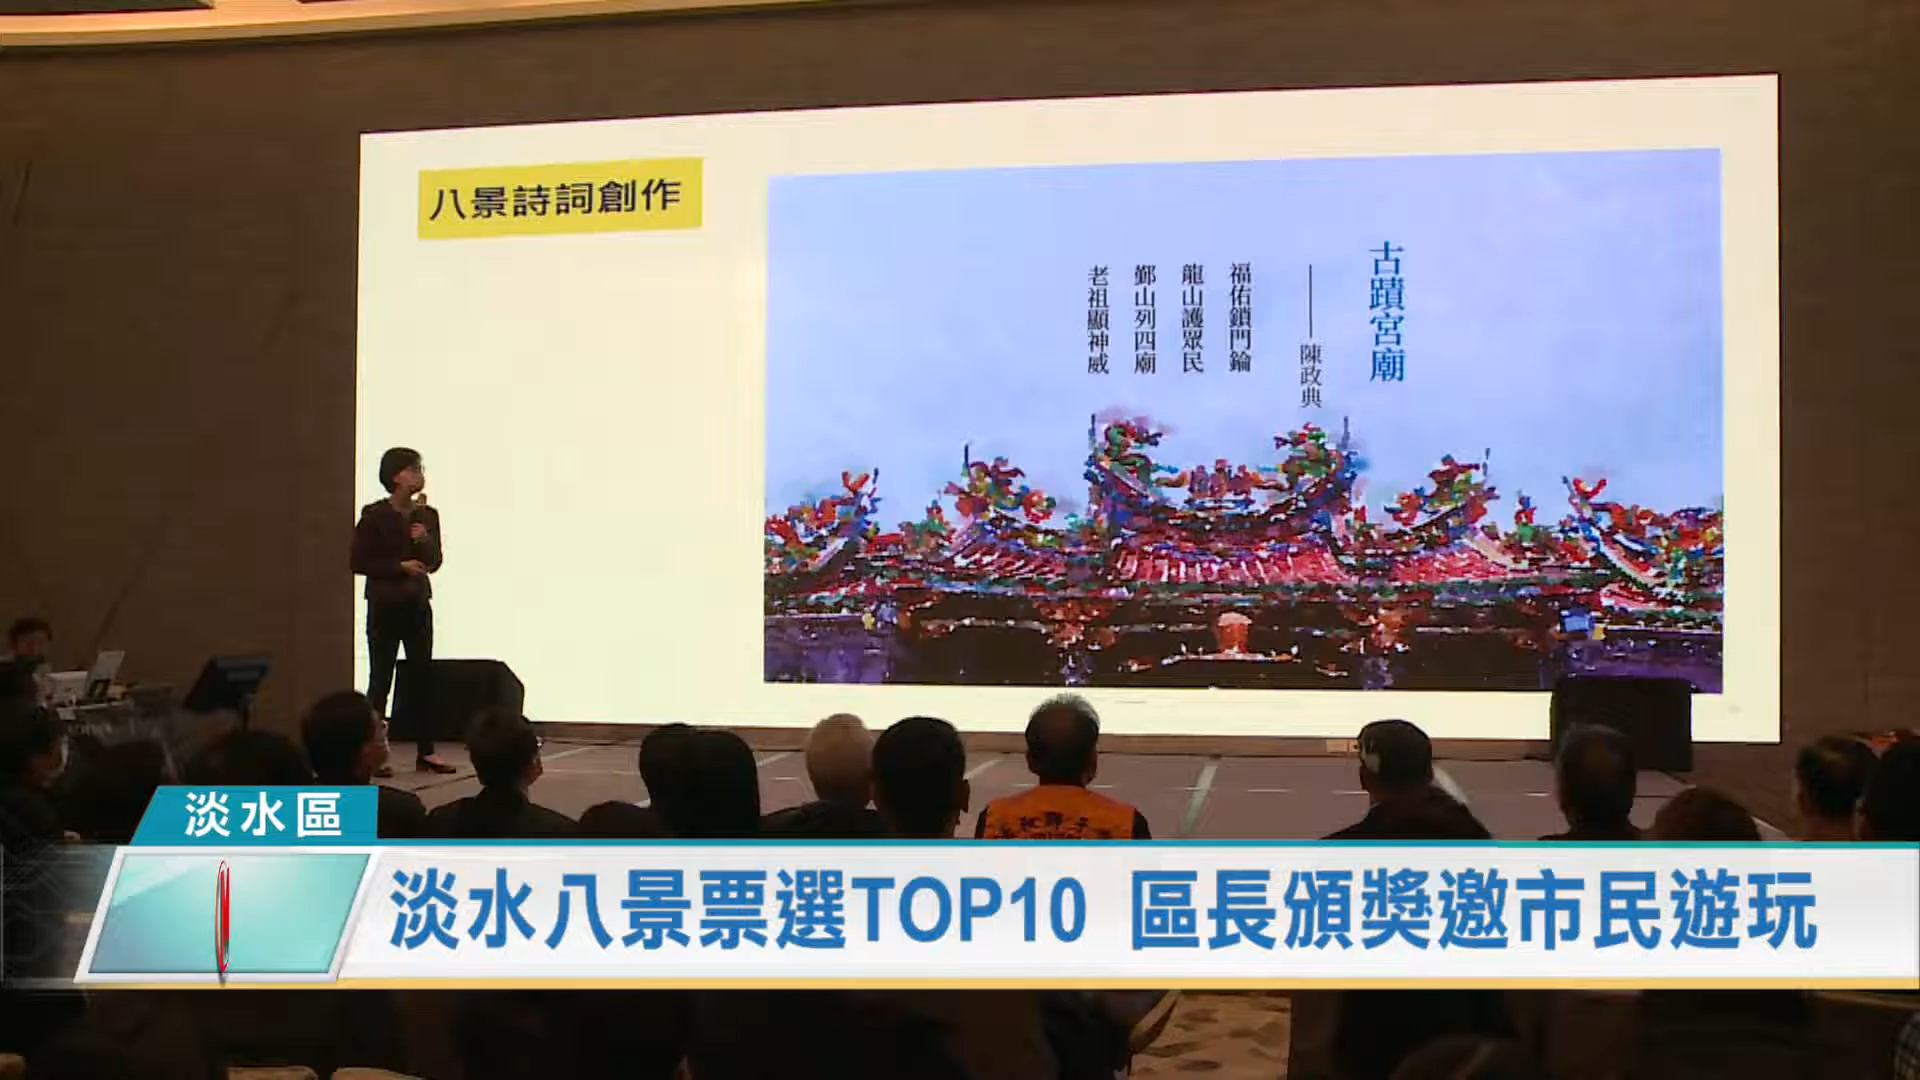 八景詩詞創作
古蹟宮廟
——陳政典
福佑鎖門鑰
龍山護眾民
鄞山列四廟
老祖顯神威
淡水區
淡水八景票選TOP10 區長頒獎邀市民遊玩